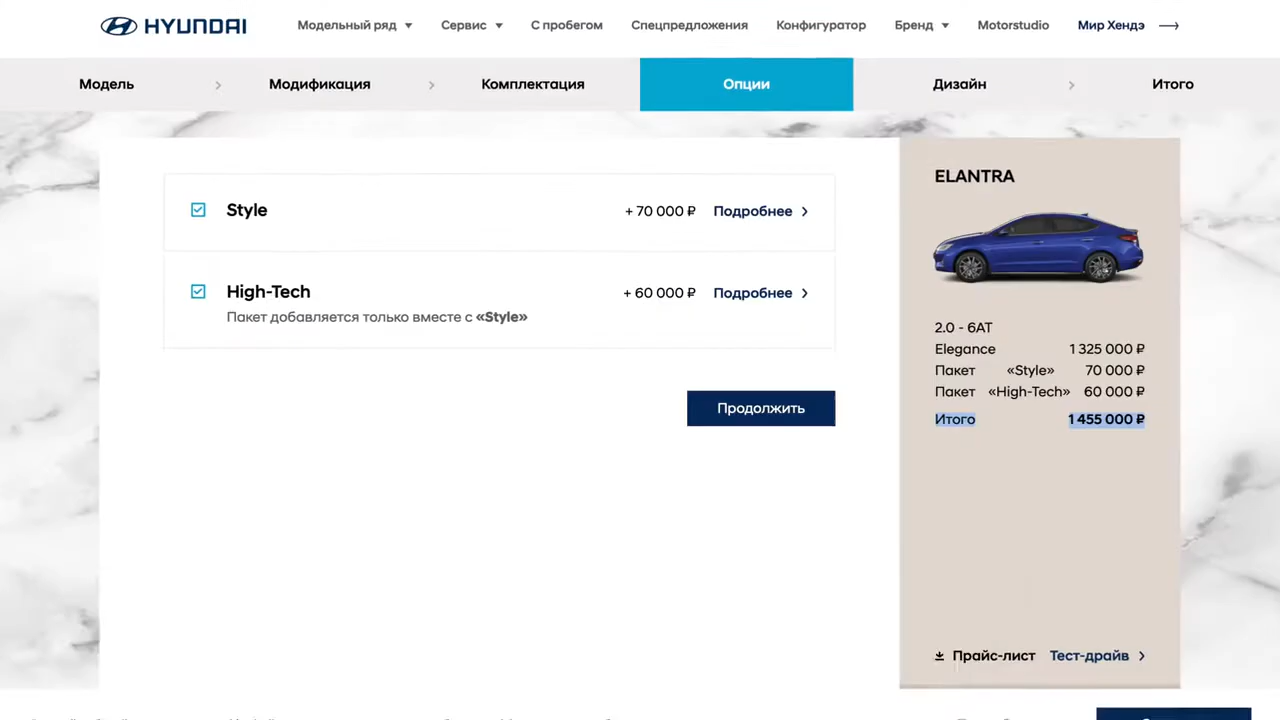 HYUNDAI
Модельный ряд Сервис С пробегом Спецпредложения Конфигуратор Бренд Motorstudio Мир Хендэ
Модель Модификация Комплектация Опции Дизайн Итого
Style + 70 000 ₽ Подробнее
High-Tech + 60 000 ₽ Подробнее
Пакет добавляется только вместе с «Style»
Продолжить
ELANTRA
2.0 - 6AT
Elegance 1 325 000 ₽
Пакет «Style» 70 000 ₽
Пакет «High-Tech» 60 000 ₽
Итого 1 455 000 ₽
Прайс-лист Тест-драйв